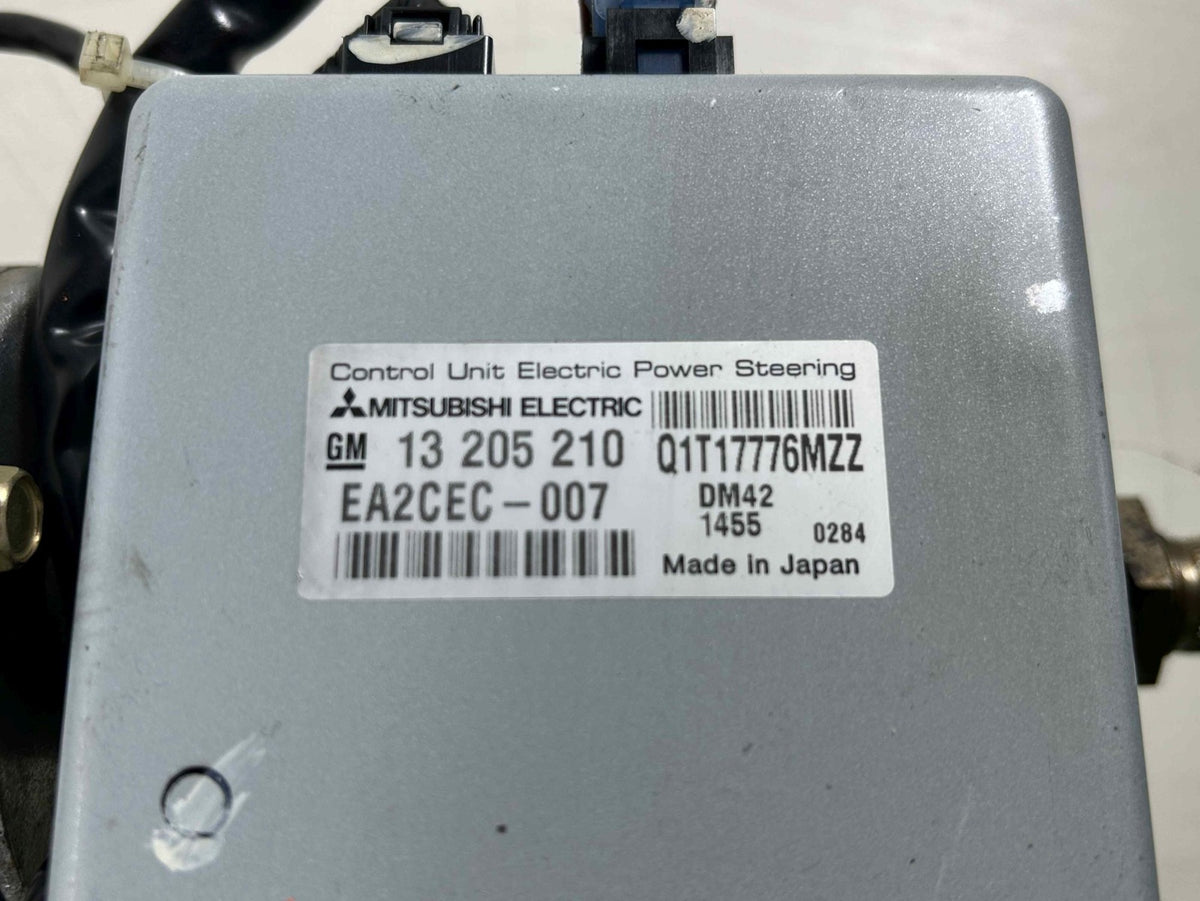 Control Unit Electric Power Steering
MITSUBISHI ELECTRIC
GM 13 205 210
Q1T17776MZZ
EA2CEC-007
DM42
1455
0284
Made in Japan